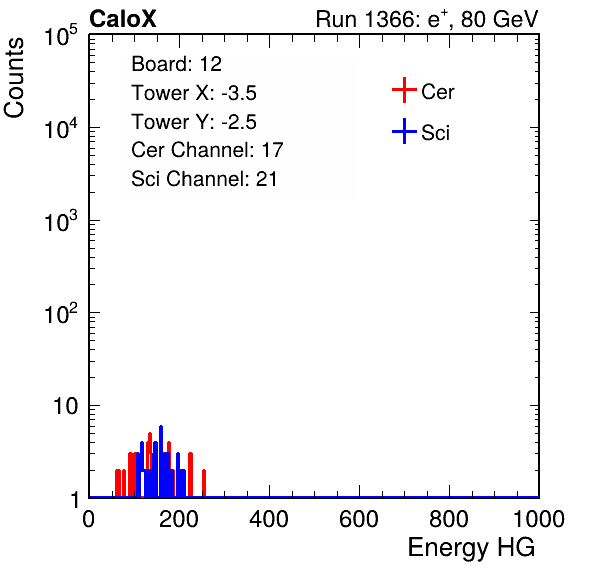 CaloX Run 1366: e⁺, 80 GeV
Counts
10⁵
10⁴
10³
10²
10
1
Board: 12
Tower X: -3.5
Tower Y: -2.5
Cer Channel: 17
Sci Channel: 21
Cer
Sci
0 200 400 600 800 1000
Energy HG